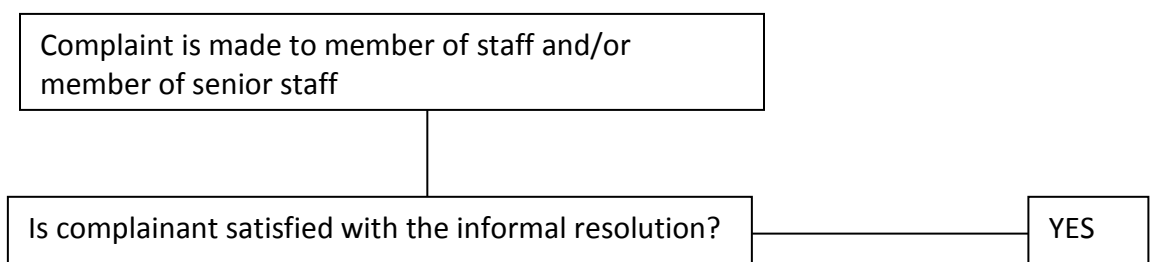 Complaint is made to member of staff and/or
member of senior staff
Is complainant satisfied with the informal resolution?
YES